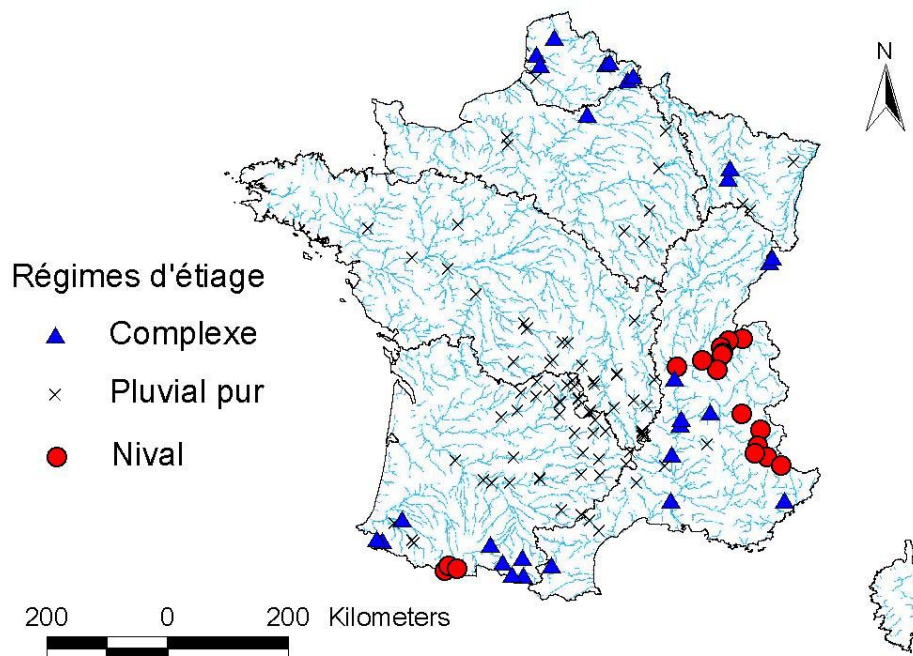 N
Régimes d'étiage
Complexe
Pluvial pur
Nival
200 0 200 Kilometers